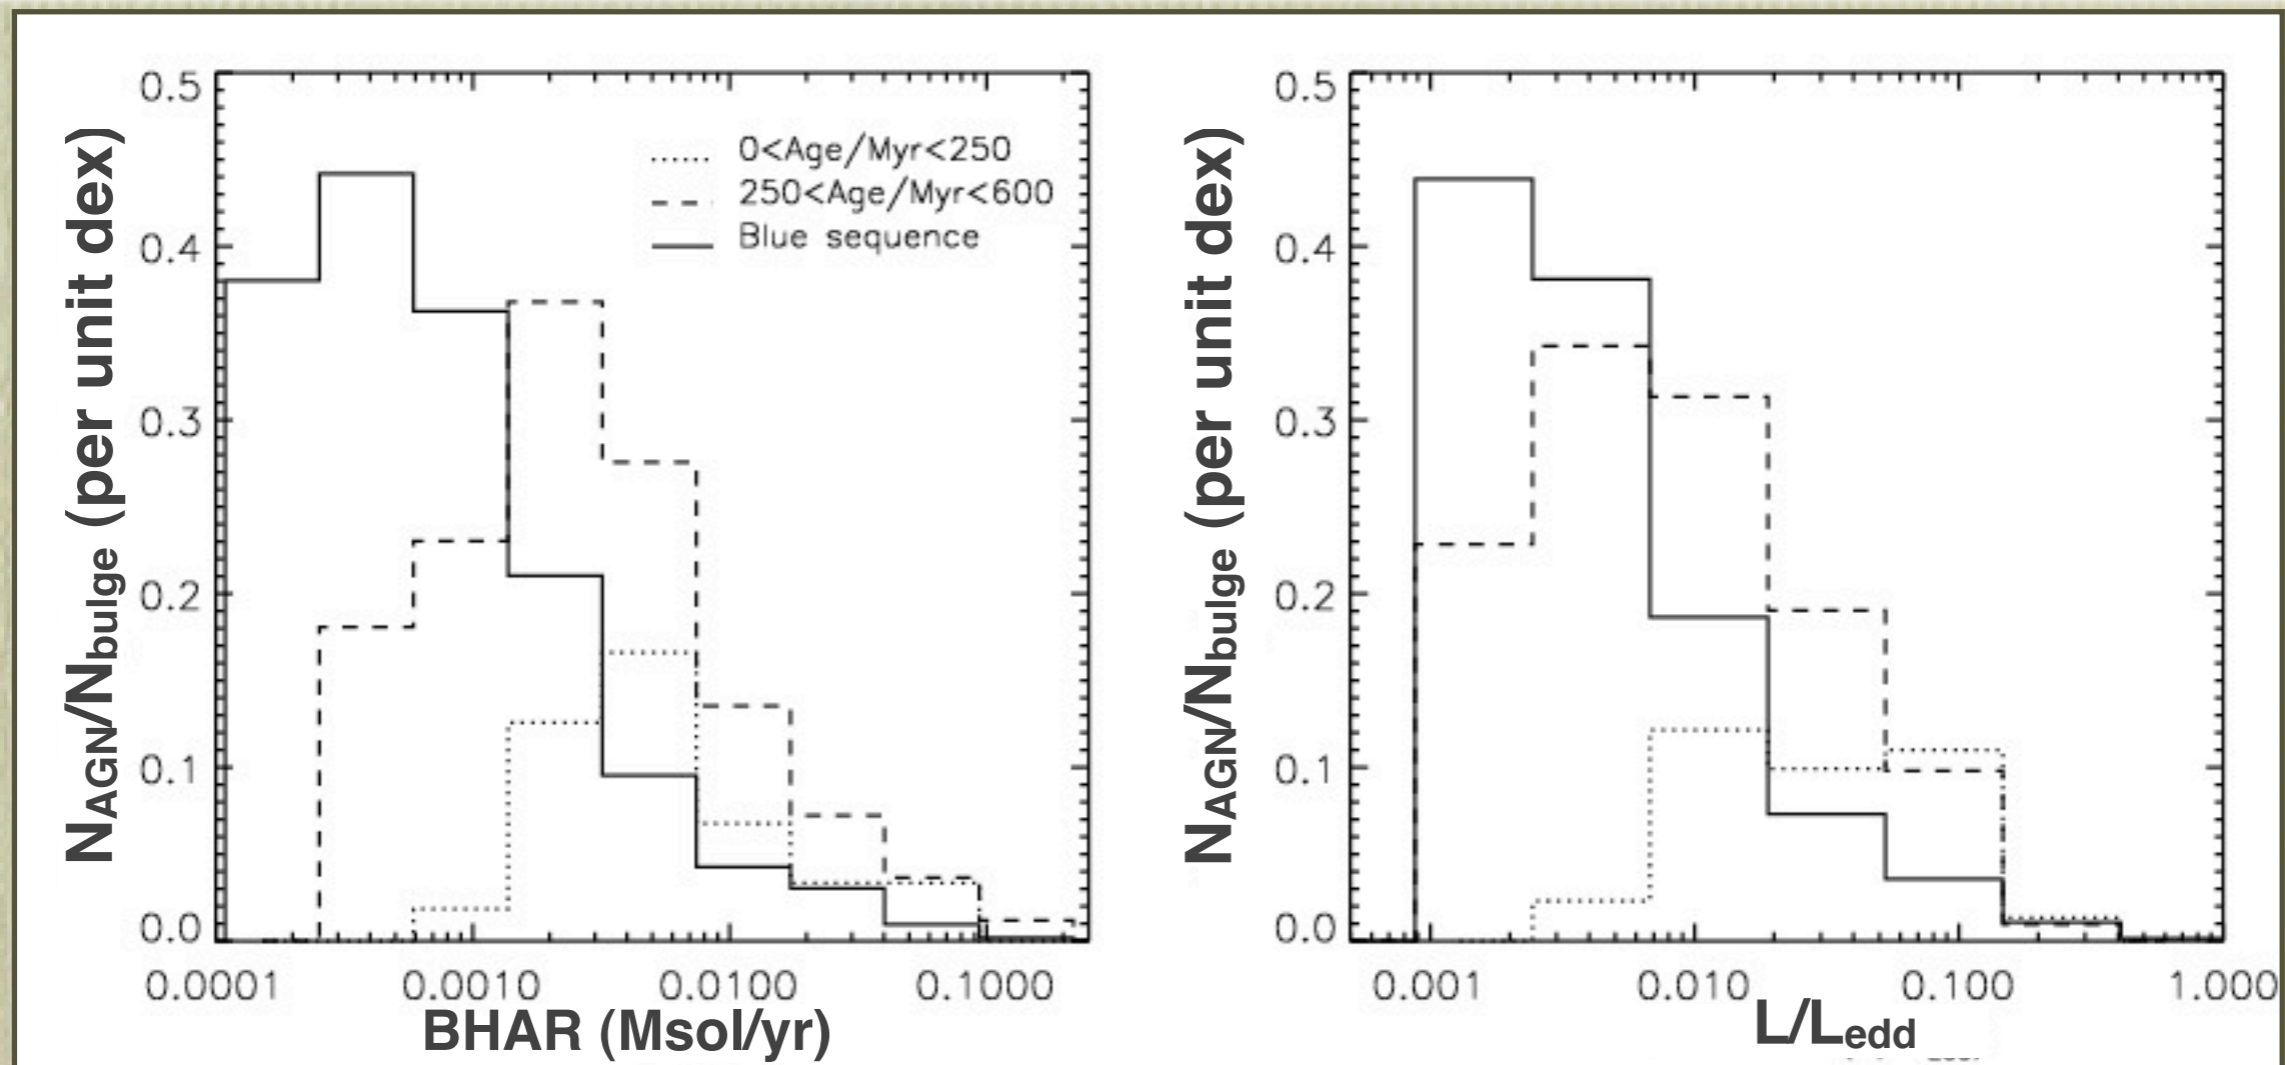 NAGN/Nbulge (per unit dex)
0.5
0.4
0.3
0.2
0.1
0.0
0<Age/Myr<250
250<Age/Myr<600
Blue sequence
0.0001 0.0010 0.0100 0.1000
BHAR (Msol/yr)
NAGN/Nbulge (per unit dex)
0.5
0.4
0.3
0.2
0.1
0.0
0.001 0.010 0.100 1.000
L/Ledd